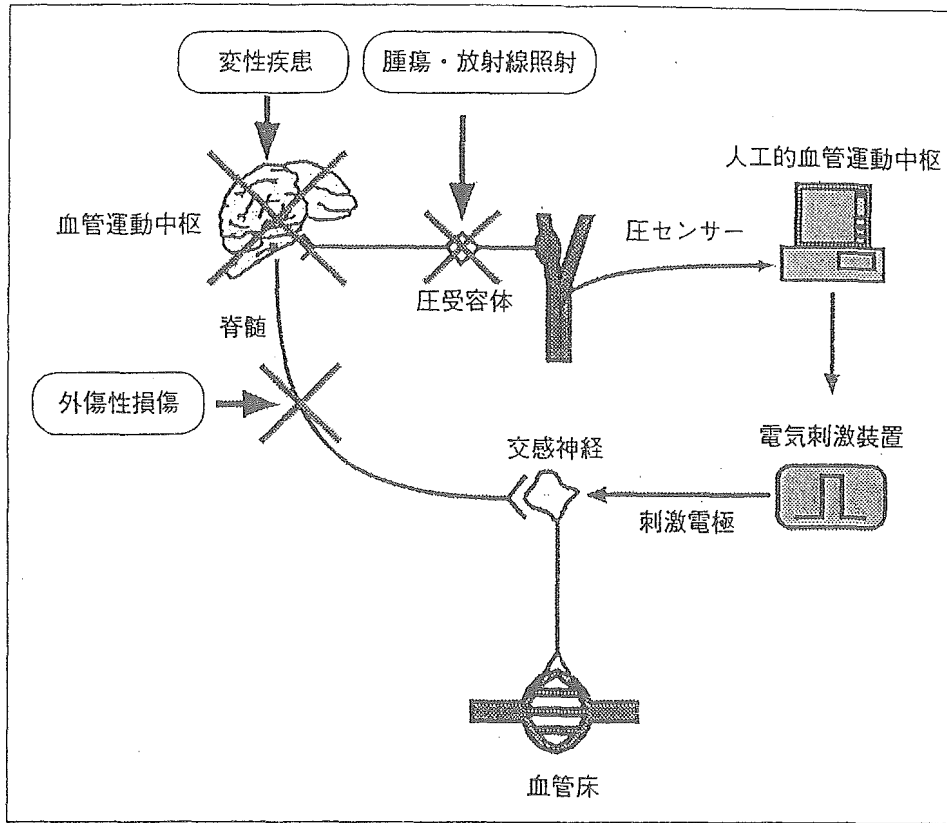 変性疾患
腫瘍・放射線照射
人工的血管運動中枢
血管運動中枢
圧センサー
圧受容体
脊髄
外傷性損傷
交感神経
電気刺激装置
刺激電極
血管床